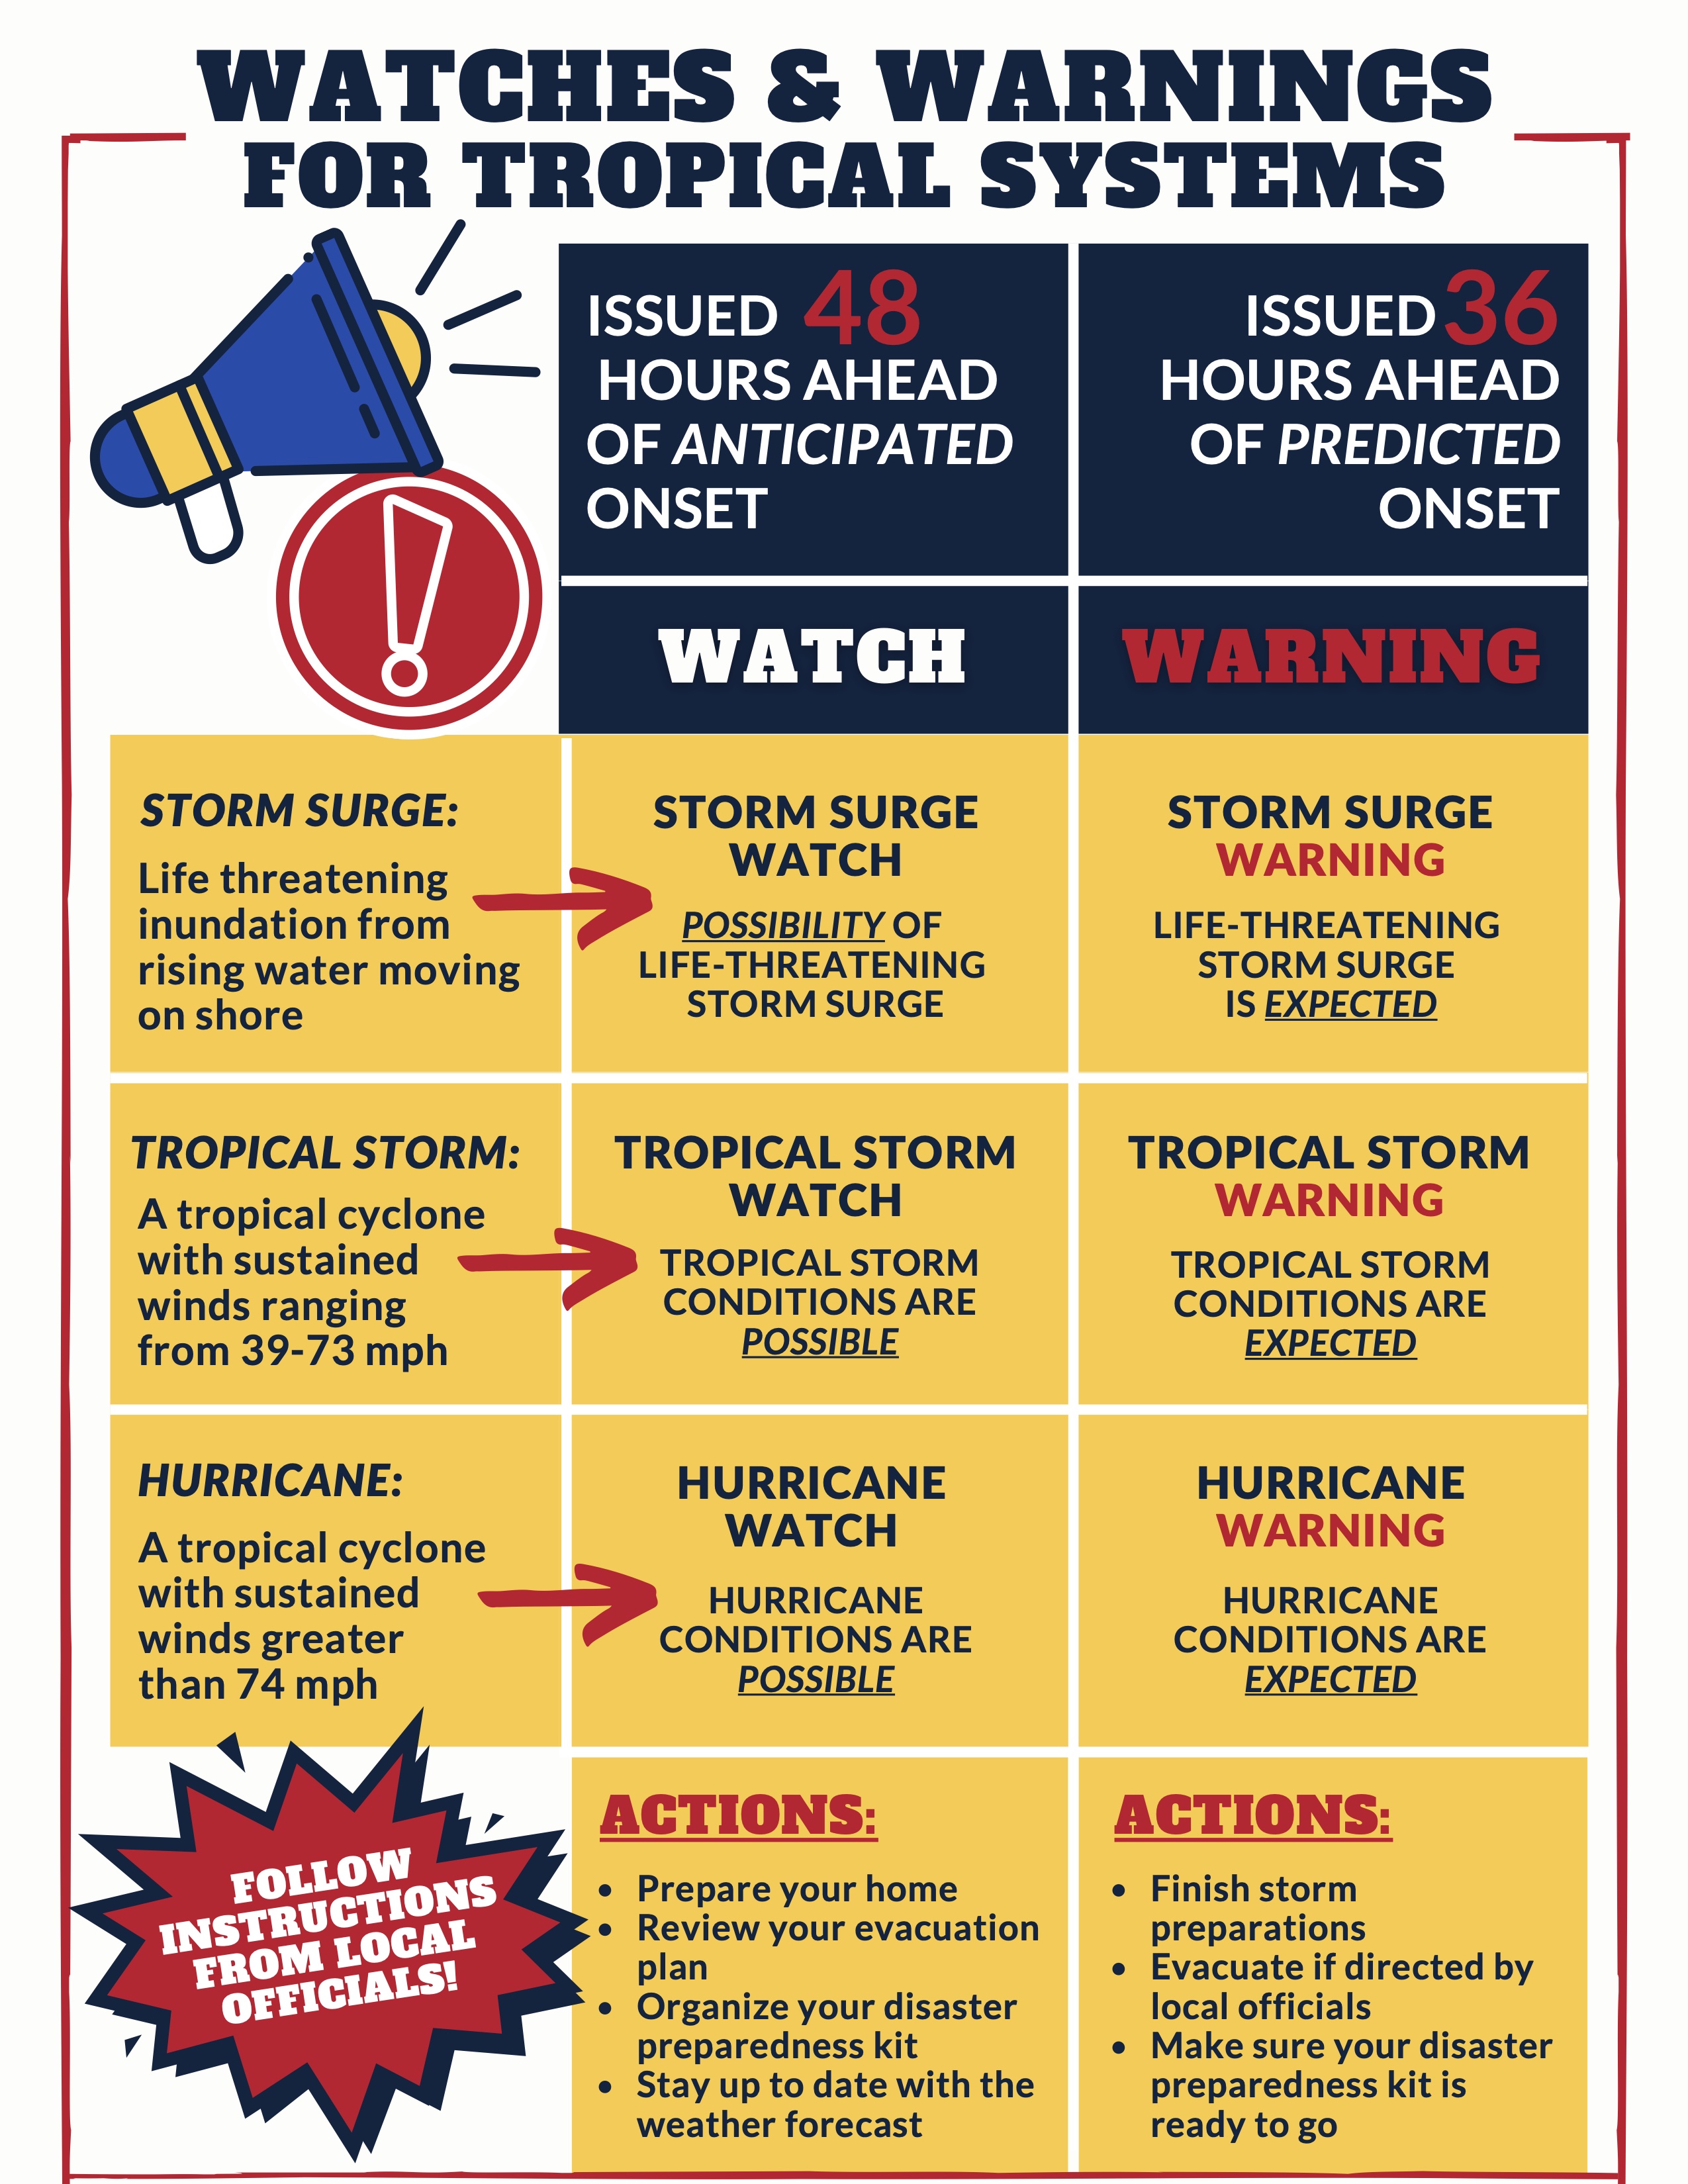 WATCHES & WARNINGS
FOR TROPICAL SYSTEMS
ISSUED 48
HOURS AHEAD
OF ANTICIPATED
ONSET
ISSUED 36
HOURS AHEAD
OF PREDICTED
ONSET
WATCH
WARNING
STORM SURGE:
Life threatening
inundation from
rising water moving
on shore
STORM SURGE
WATCH
POSSIBILITY OF
LIFE-THREATENING
STORM SURGE
STORM SURGE
WARNING
LIFE-THREATENING
STORM SURGE
IS EXPECTED
TROPICAL STORM:
A tropical cyclone
with sustained
winds ranging
from 39-73 mph
TROPICAL STORM
WATCH
TROPICAL STORM
CONDITIONS ARE
POSSIBLE
TROPICAL STORM
WARNING
TROPICAL STORM
CONDITIONS ARE
EXPECTED
HURRICANE:
A tropical cyclone
with sustained
winds greater
than 74 mph
HURRICANE
WATCH
HURRICANE
CONDITIONS ARE
POSSIBLE
HURRICANE
WARNING
HURRICANE
CONDITIONS ARE
EXPECTED
FOLLOW
INSTRUCTIONS
FROM LOCAL
OFFICIALS!
ACTIONS:
• Prepare your home
• Review your evacuation
plan
• Organize your disaster
preparedness kit
• Stay up to date with the
weather forecast
ACTIONS:
• Finish storm
preparations
• Evacuate if directed by
local officials
• Make sure your disaster
preparedness kit is
ready to go